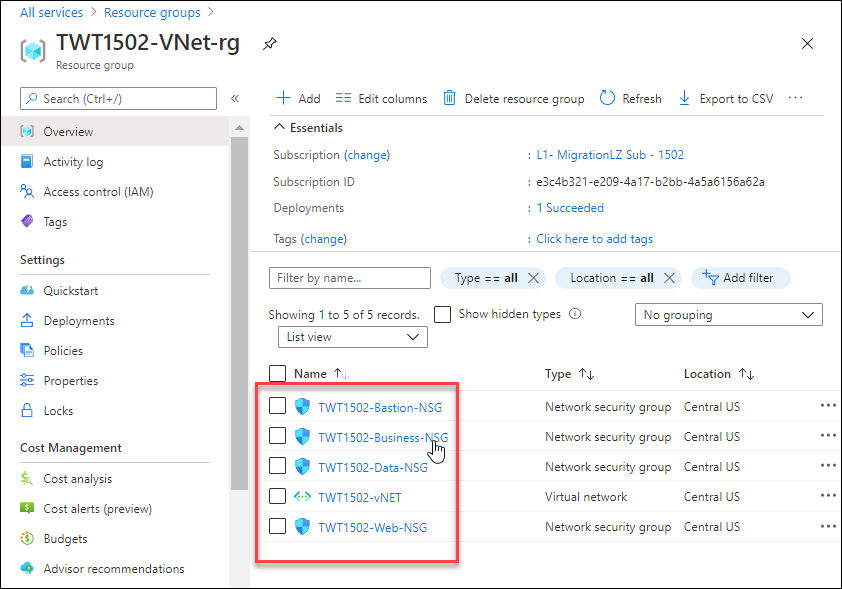 All services > Resource groups >
TWT1502-VNet-rg
Resource group
Search (Ctrl+/)
«
Overview
Activity log
Access control (IAM)
Tags
Settings
Quickstart
Deployments
Policies
Properties
Locks
Cost Management
Cost analysis
Cost alerts (preview)
Budgets
Advisor recommendations
Add Edit columns Delete resource group Refresh Export to CSV ...
Essentials
Subscription (change) : L1- MigrationLZ Sub - 1502
Subscription ID : e3c4b321-e209-4a17-b2bb-4a5a6156a62a
Deployments : 1 Succeeded
Tags (change) : Click here to add tags
Filter by name... Type == all Location == all Add filter
Showing 1 to 5 of 5 records. Show hidden types No grouping
List view
Name ↑↓ Type ↑↓ Location ↑↓
TWT1502-Bastion-NSG Network security group Central US ...
TWT1502-Business-NSG Network security group Central US ...
TWT1502-Data-NSG Network security group Central US ...
TWT1502-vNET Virtual network Central US ...
TWT1502-Web-NSG Network security group Central US ...